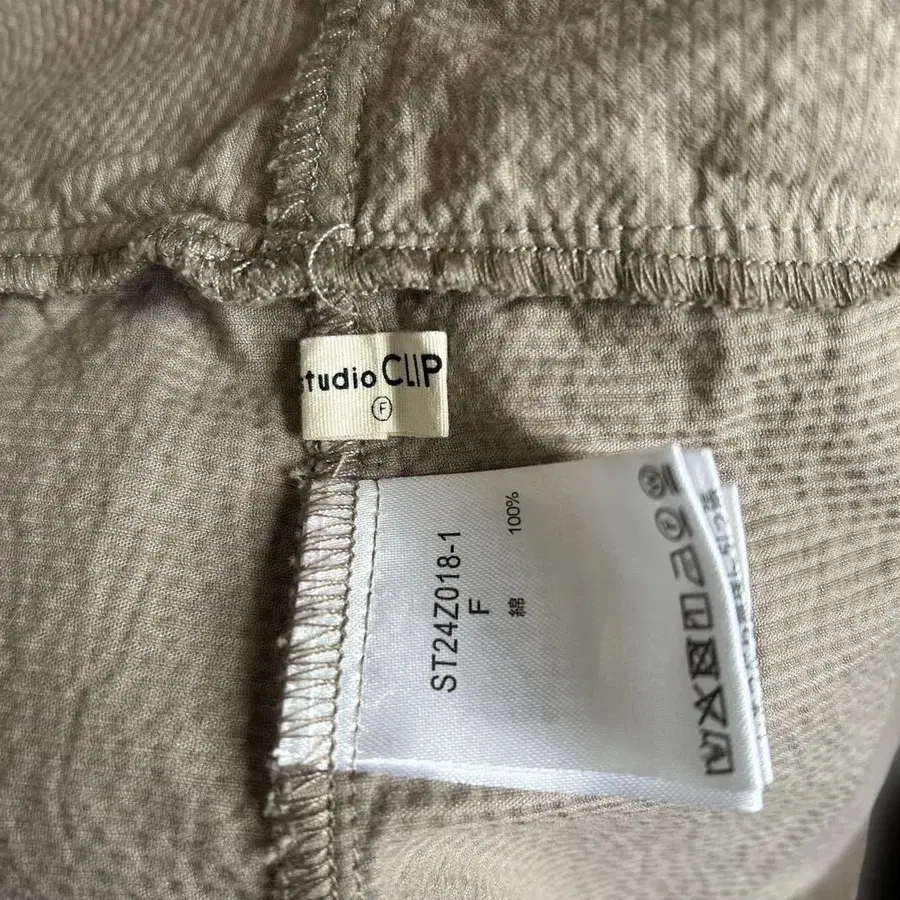 studio CLIP
F
ST24Z018-1
F
綿 100%